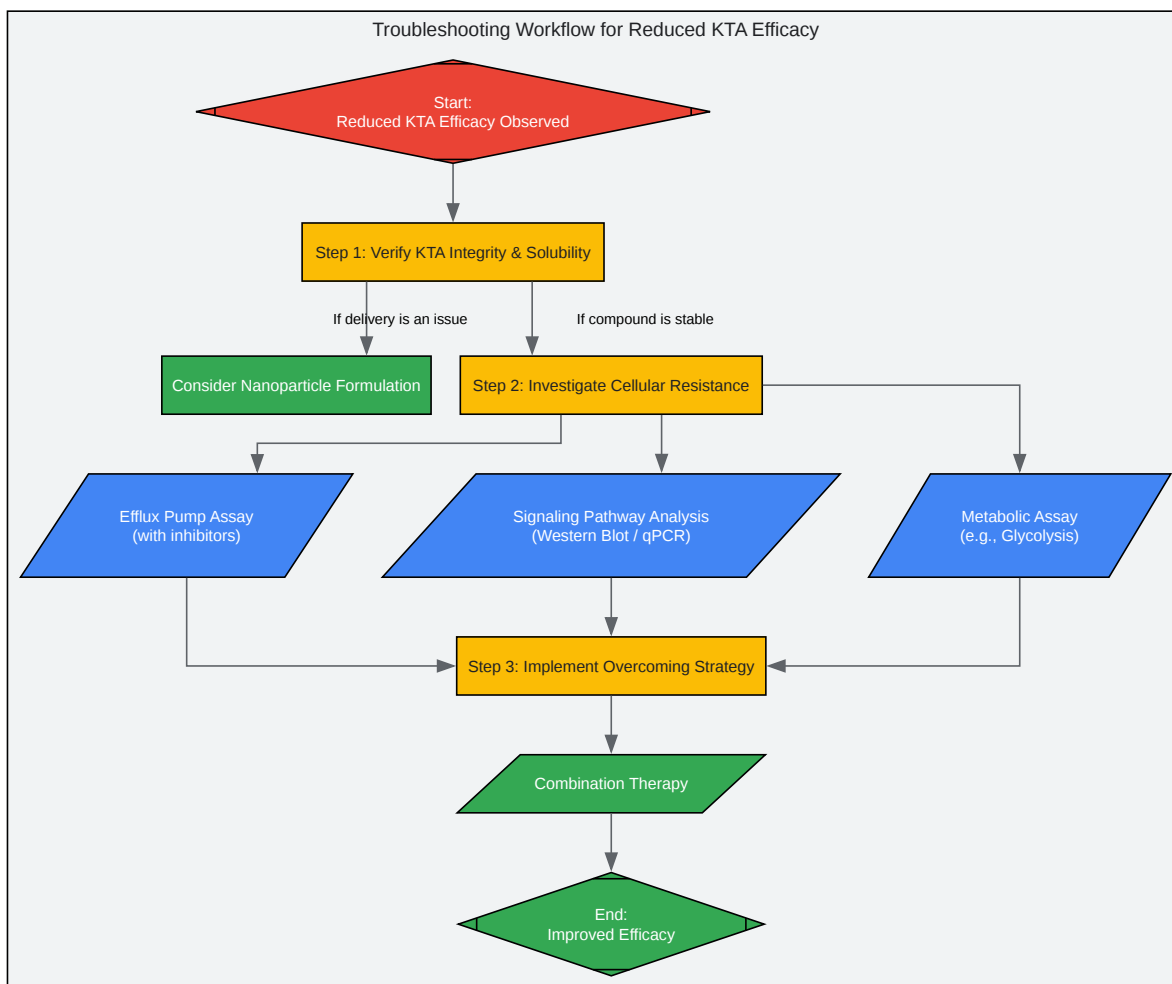 Troubleshooting Workflow for Reduced KTA Efficacy
Start:
Reduced KTA Efficacy Observed
Step 1: Verify KTA Integrity & Solubility
If delivery is an issue
If compound is stable
Consider Nanoparticle Formulation
Step 2: Investigate Cellular Resistance
Efflux Pump Assay
(with inhibitors)
Signaling Pathway Analysis
(Western Blot / qPCR)
Metabolic Assay
(e.g., Glycolysis)
Step 3: Implement Overcoming Strategy
Combination Therapy
End:
Improved Efficacy